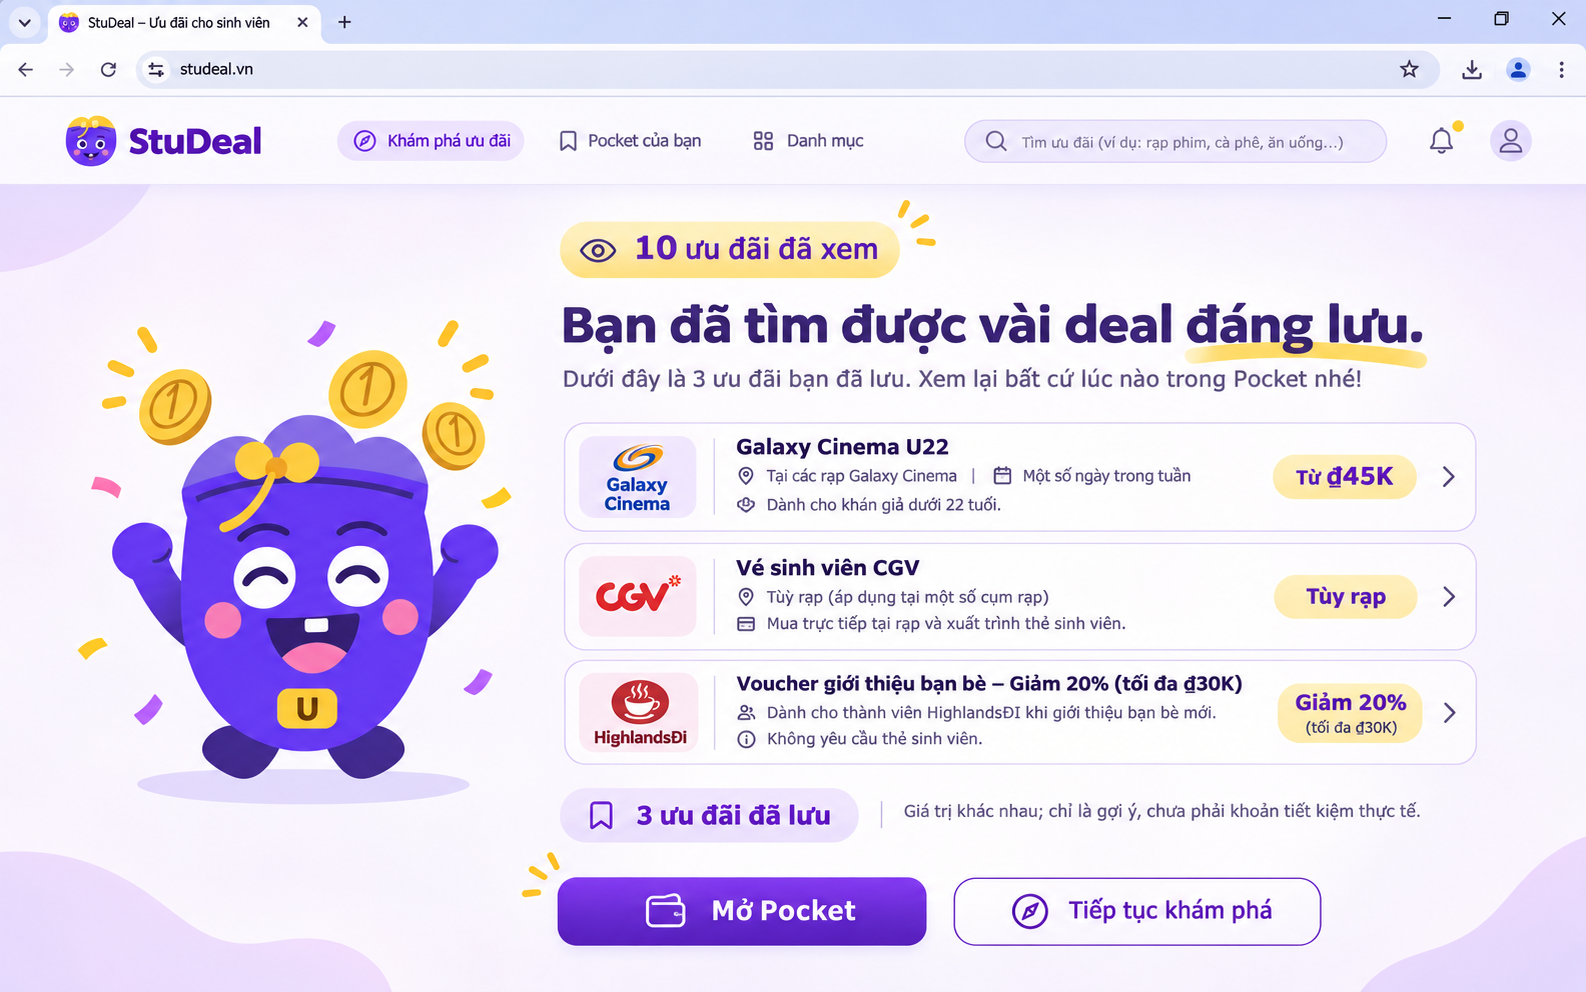 StuDeal – Ưu đãi cho sinh viên
studeal.vn
StuDeal
Khám phá ưu đãi
Pocket của bạn
Danh mục
Tìm ưu đãi (ví dụ: rạp phim, cà phê, ăn uống...)
10 ưu đãi đã xem
Bạn đã tìm được vài deal đáng lưu.
Dưới đây là 3 ưu đãi bạn đã lưu. Xem lại bất cứ lúc nào trong Pocket nhé!
1
1
1
U
Galaxy
Cinema
Galaxy Cinema U22
Tại các rạp Galaxy Cinema | Một số ngày trong tuần
Dành cho khán giả dưới 22 tuổi.
Từ ₫45K
CGV
Vé sinh viên CGV
Tùy rạp (áp dụng tại một số cụm rạp)
Mua trực tiếp tại rạp và xuất trình thẻ sinh viên.
Tùy rạp
HighlandsĐi
Voucher giới thiệu bạn bè – Giảm 20% (tối đa ₫30K)
Dành cho thành viên HighlandsĐI khi giới thiệu bạn bè mới.
Không yêu cầu thẻ sinh viên.
Giảm 20%
(tối đa ₫30K)
3 ưu đãi đã lưu
Giá trị khác nhau; chỉ là gợi ý, chưa phải khoản tiết kiệm thực tế.
Mở Pocket
Tiếp tục khám phá